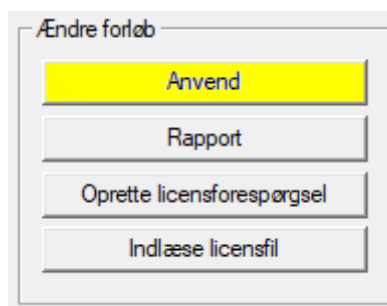 Ændre forløb
Anvend
Rapport
Oprette licensforespørgsel
Indlæse licensfil